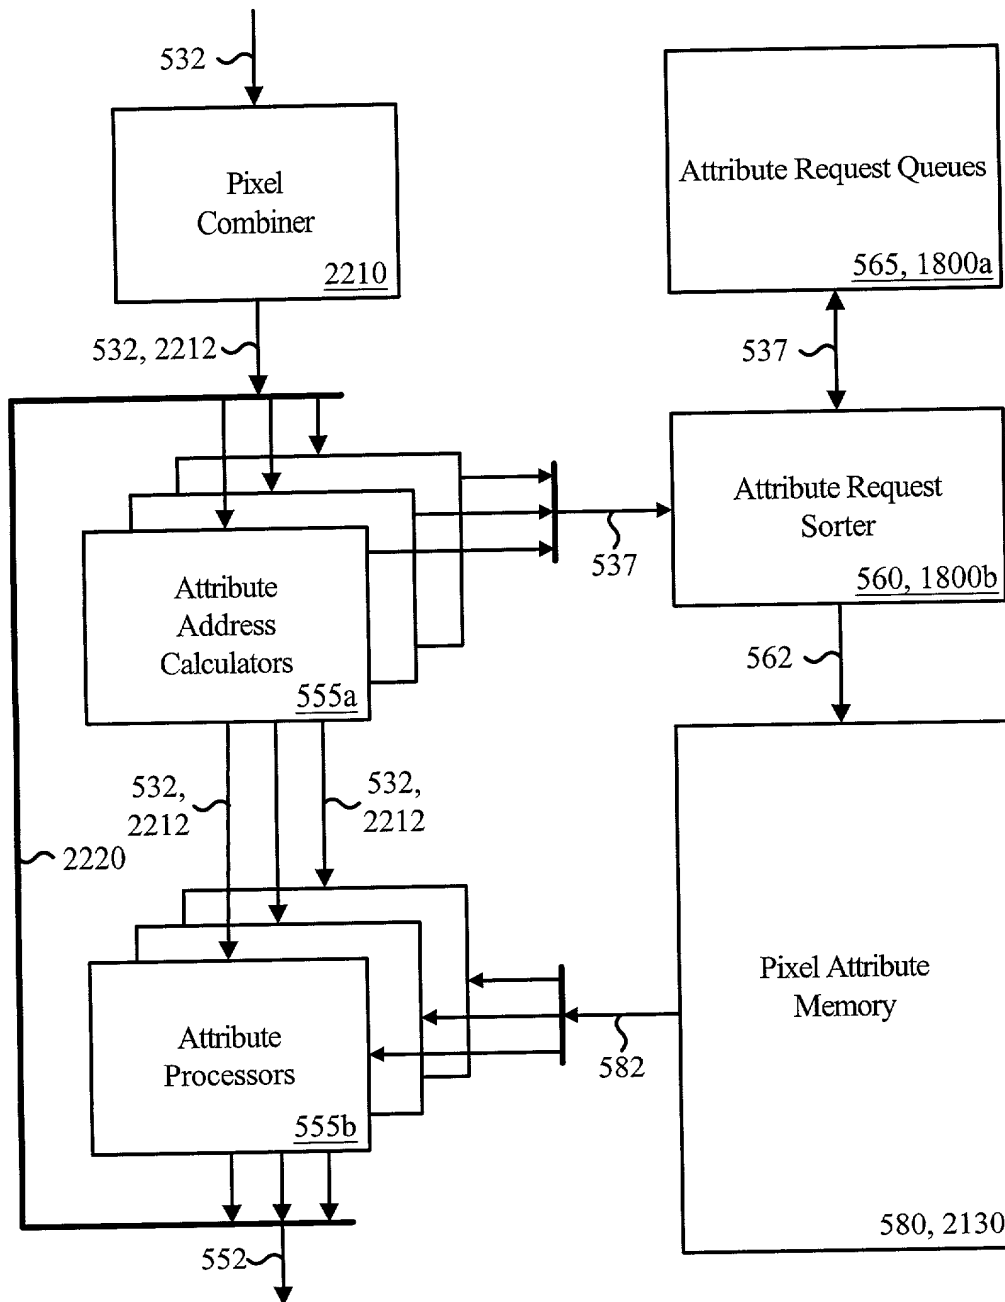 532
Pixel
Combiner
2210
Attribute Request Queues
565, 1800a
532, 2212
537
Attribute Request
Sorter
560, 1800b
537
Attribute
Address
Calculators
555a
562
532,
2212
532,
2212
2220
Pixel Attribute
Memory
580, 2130
582
Attribute
Processors
555b
552